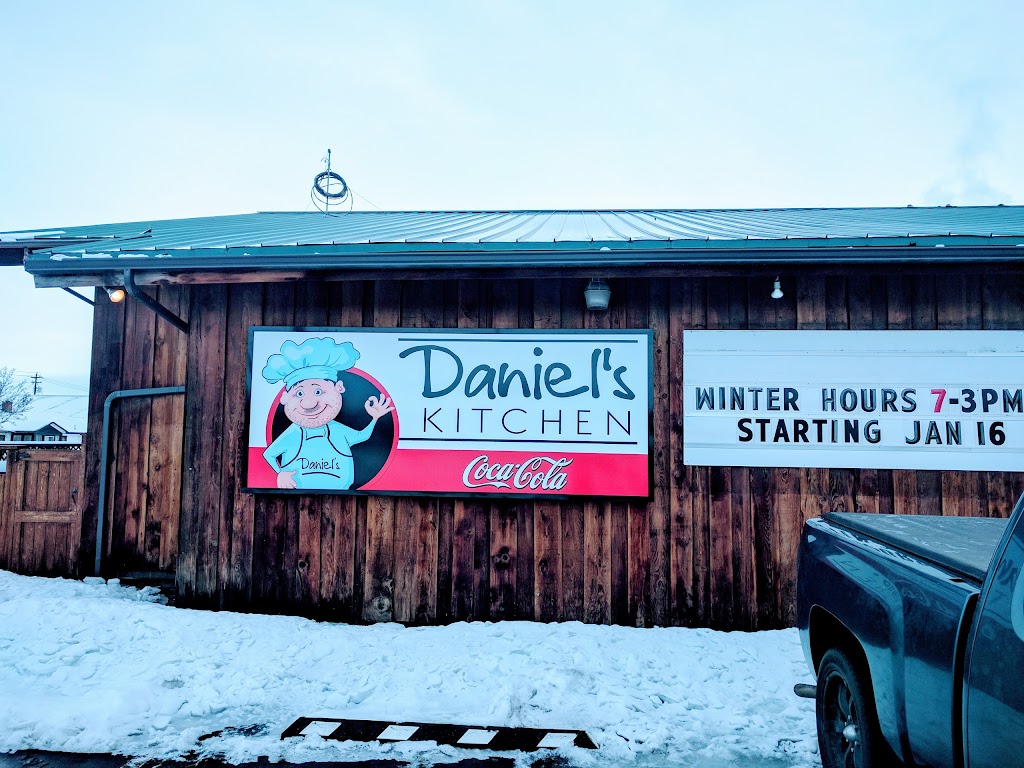 Daniel's
KITCHEN
Daniel's
Coca-Cola
WINTER HOURS 7-3PM
STARTING JAN 16